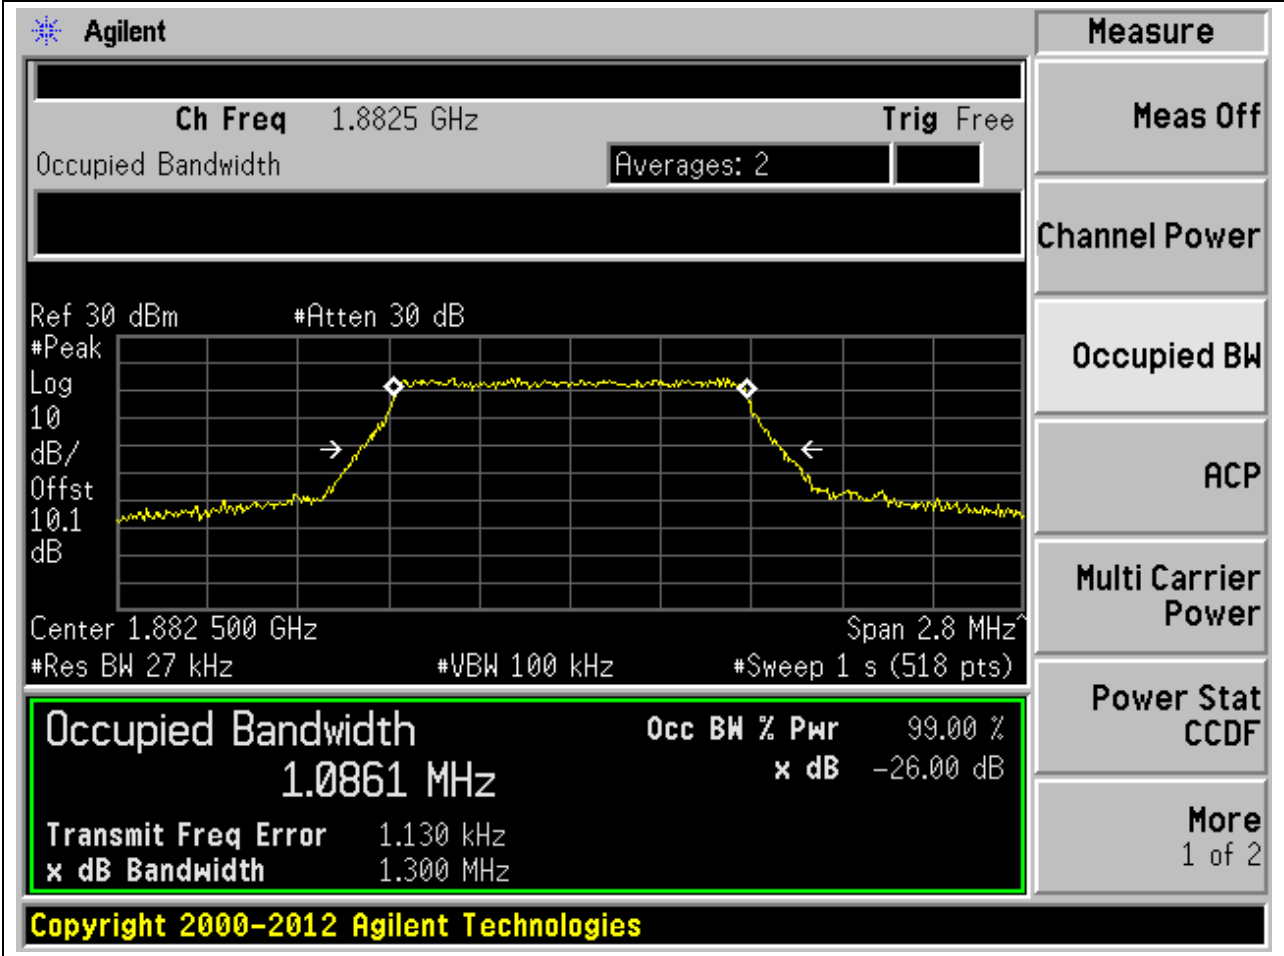 Agilent
Measure
Ch Freq 1.8825 GHz Trig Free
Occupied Bandwidth Averages: 2
Ref 30 dBm #Atten 30 dB
#Peak
Log
10
dB/
Offst
10.1
dB
Center 1.882 500 GHz Span 2.8 MHz^
#Res BW 27 kHz #VBW 100 kHz #Sweep 1 s (518 pts)
Occupied Bandwidth Occ BW % Pwr 99.00 %
1.0861 MHz x dB -26.00 dB
Transmit Freq Error 1.130 kHz
x dB Bandwidth 1.300 MHz
Meas Off
Channel Power
Occupied BW
ACP
Multi Carrier
Power
Power Stat
CCDF
More
1 of 2
Copyright 2000-2012 Agilent Technologies